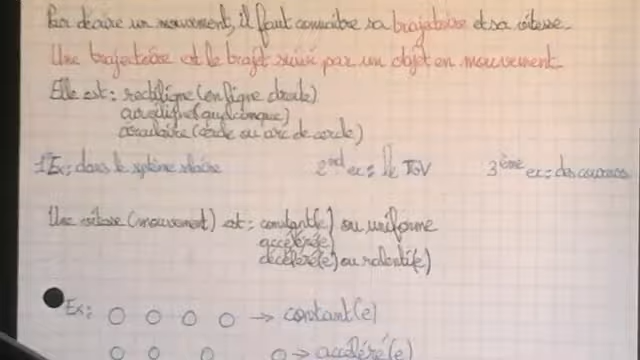 Pour décrire un mouvement, il faut connaître sa trajectoire et sa vitesse.
Une trajectoire est le trajet suivi par un objet en mouvement.
Elle est : rectiligne (en ligne droite)
curviligne (quelconque)
circulaire (cercle ou arc de cercle)
1er Ex : dans le système solaire 2nd ex : le TGV 3ème ex :
Une vitesse (mouvement) est : constant(e) ou uniforme
accéléré(e)
décéléré(e) ou ralenti(e)
Ex : → constant(e)
→ accéléré(e)